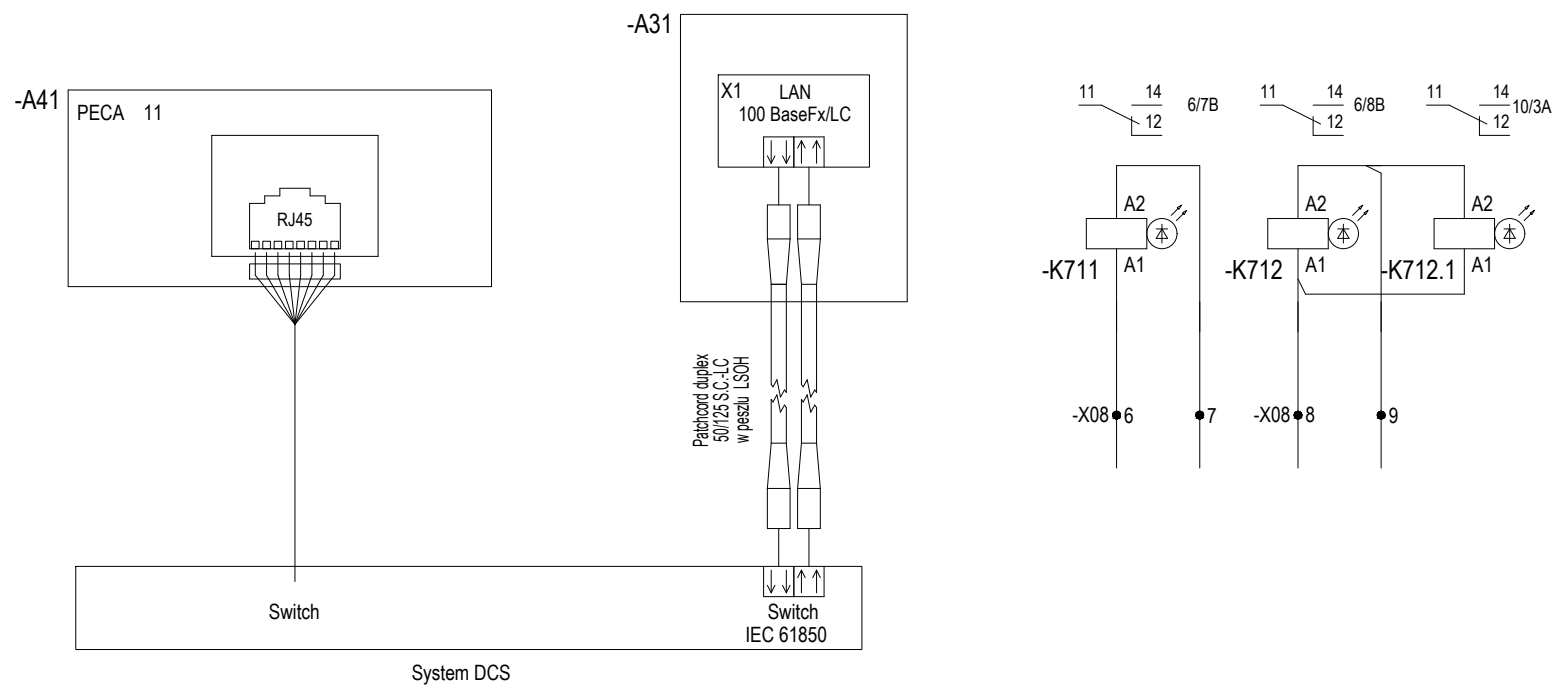 -A41
PECA 11
RJ45
-A31
X1
LAN
100 BaseFx/LC
Patchcord duplex
50/125 S.C.-LC
w peszlu LSOH
Switch
Switch
IEC 61850
System DCS
11
14
12
6/7B
11
14
12
6/8B
11
14
12
10/3A
A2
-K711
A1
A2
-K712
A1
A2
-K712.1
A1
-X08
6
7
-X08
8
9